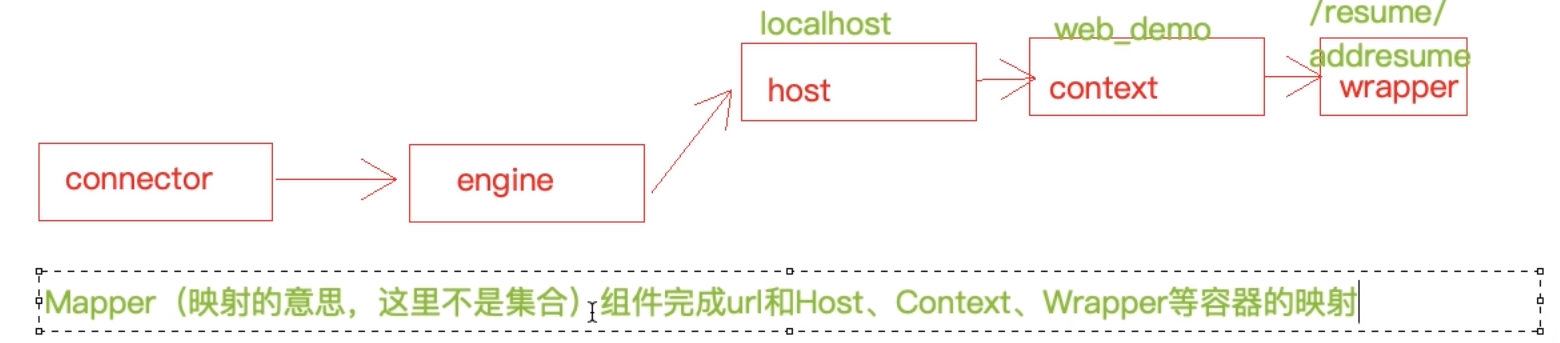 localhost
host
web_demo
context
/resume/
addresume
wrapper
connector
engine
Mapper（映射的意思，这里不是集合）组件完成url和Host、Context、Wrapper等容器的映射